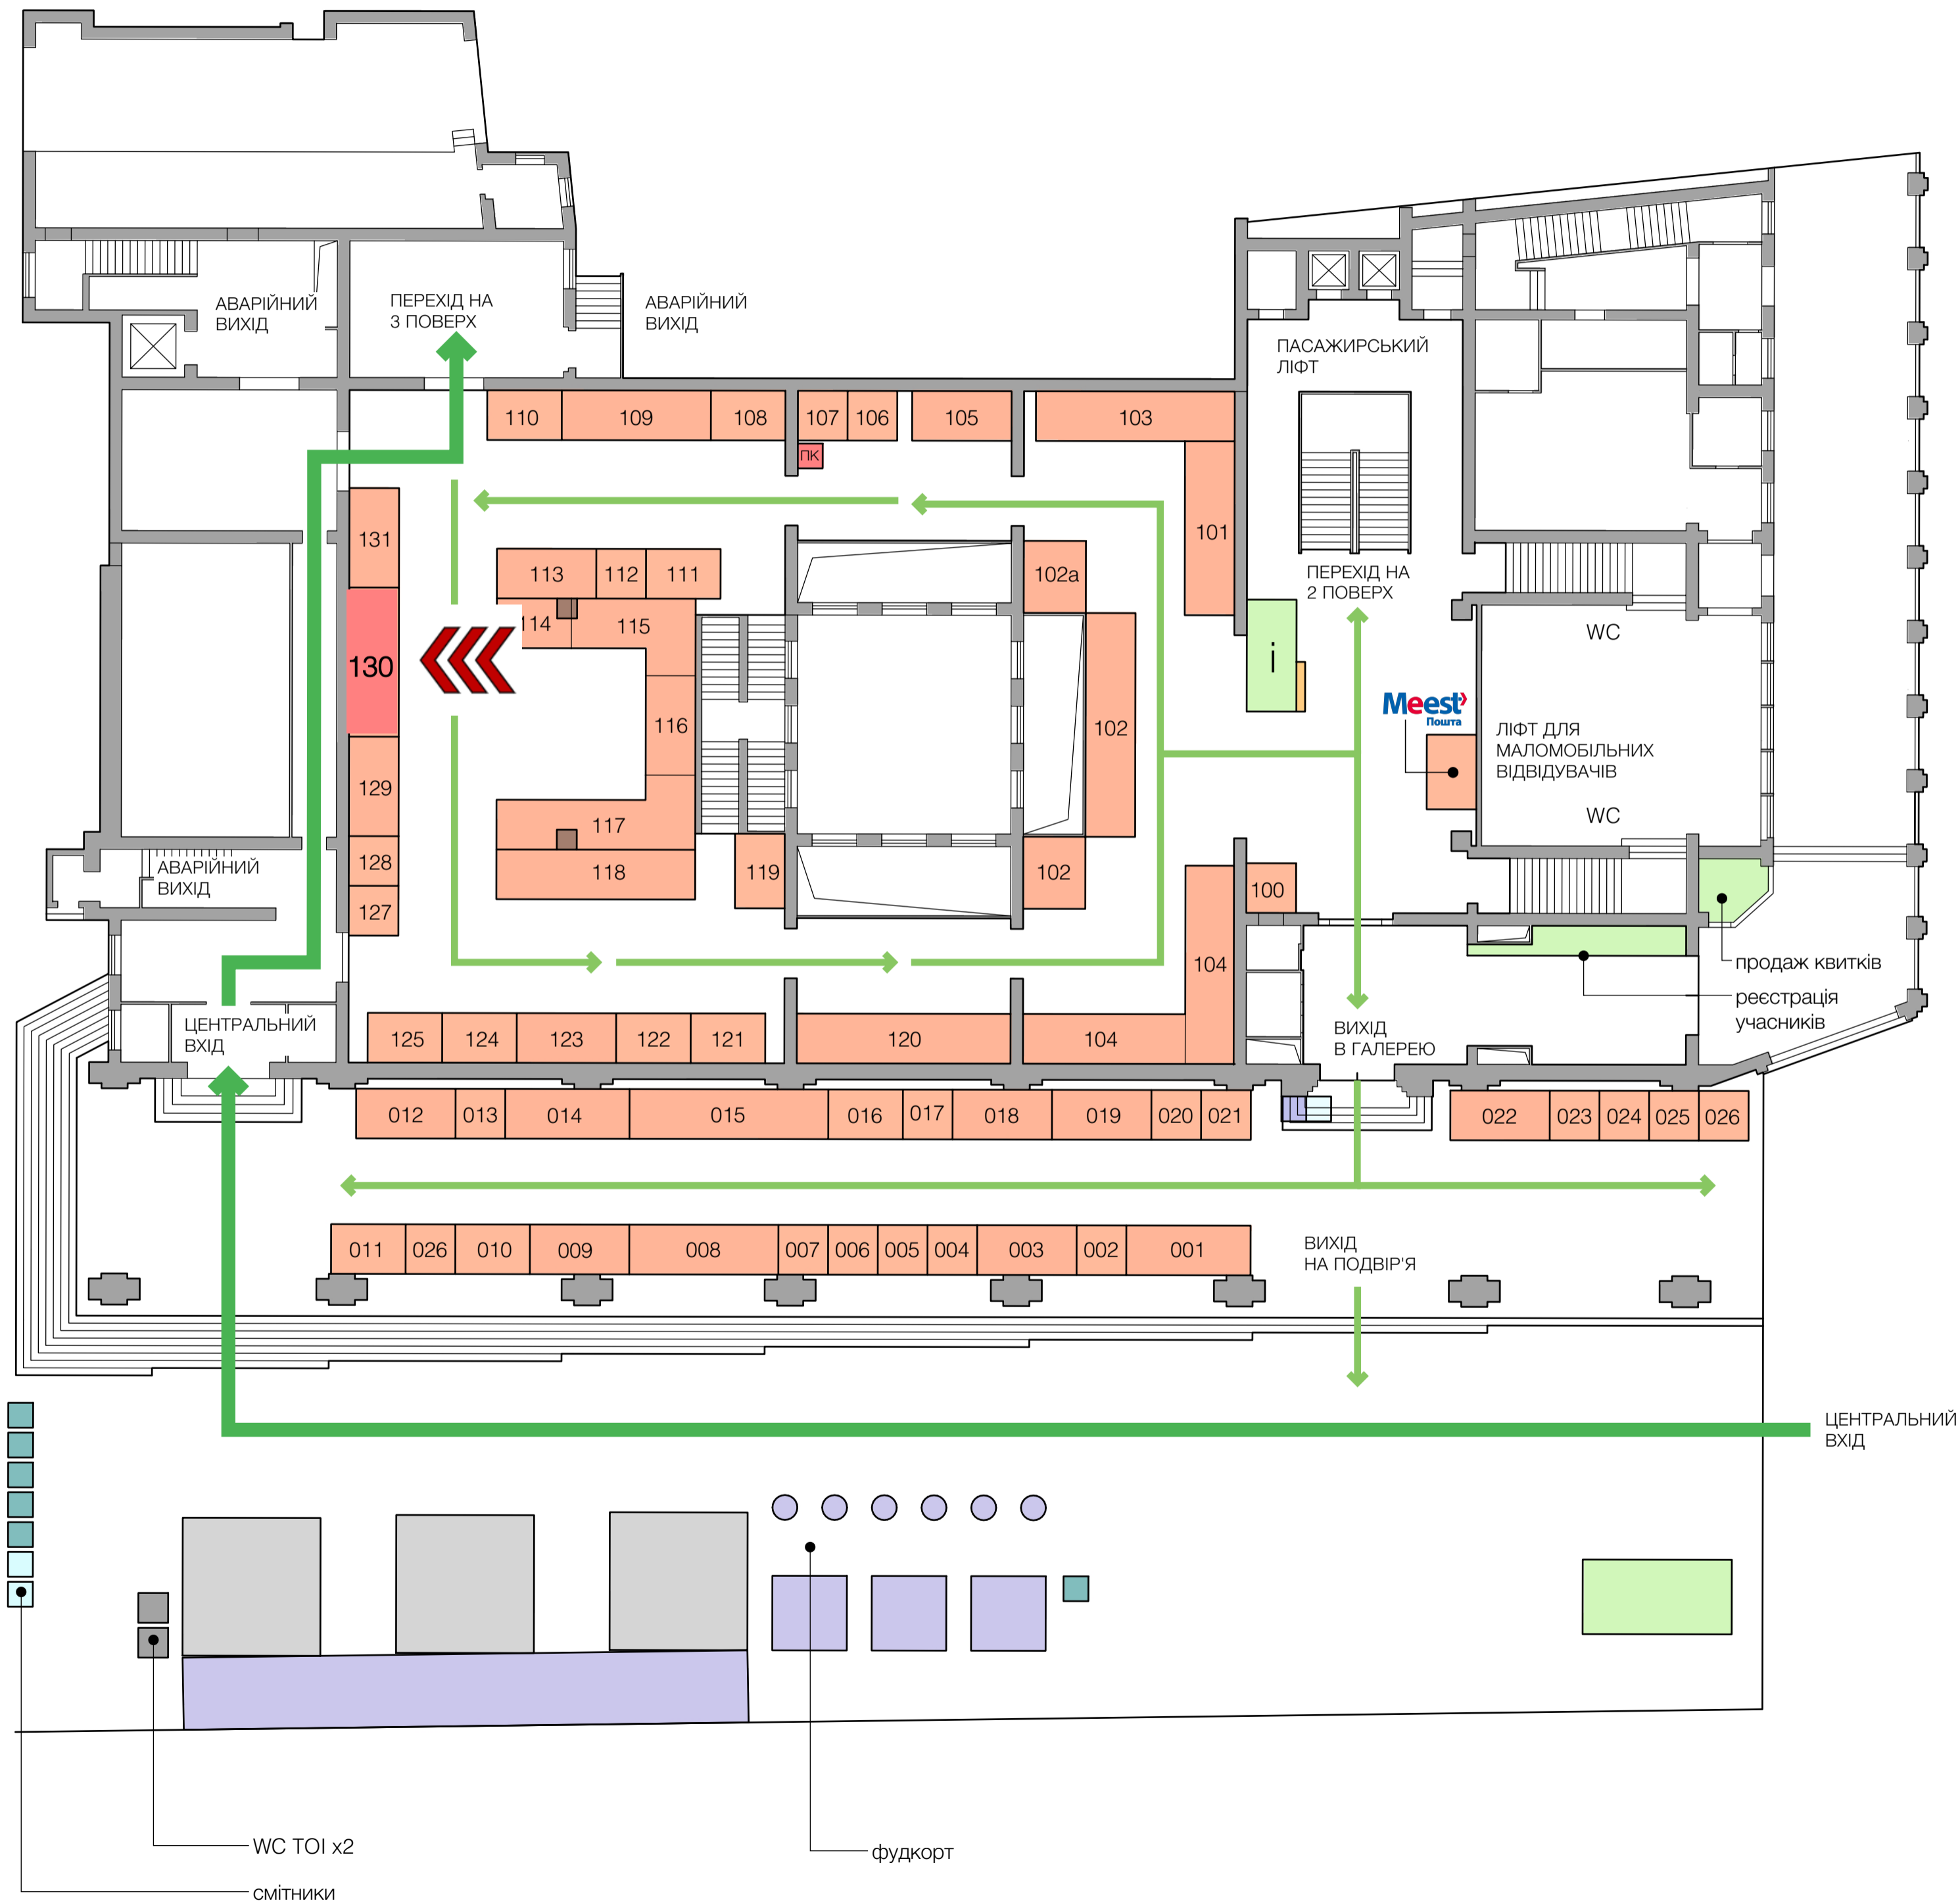 АВАРІЙНИЙ
ВИХІД
ПЕРЕХІД НА
3 ПОВЕРХ
АВАРІЙНИЙ
ВИХІД
ПАСАЖИРСЬКИЙ
ЛІФТ
110
109
108
107
106
105
103
ПК
101
131
113
112
111
102а
ПЕРЕХІД НА
2 ПОВЕРХ
114
115
WC
130
i
116
102
Meest
Пошта
ЛІФТ ДЛЯ
МАЛОМОБІЛЬНИХ
ВІДВІДУВАЧІВ
129
117
WC
128
АВАРІЙНИЙ
ВИХІД
118
119
102
100
127
104
продаж квитків
реєстрація
учасників
ЦЕНТРАЛЬНИЙ
ВХІД
125
124
123
122
121
120
104
ВИХІД
В ГАЛЕРЕЮ
012
013
014
015
016
017
018
019
020
021
022
023
024
025
026
011
026
010
009
008
007
006
005
004
003
002
001
ВИХІД
НА ПОДВІР'Я
ЦЕНТРАЛЬНИЙ
ВХІД
WC TOI x2
фудкорт
смітники